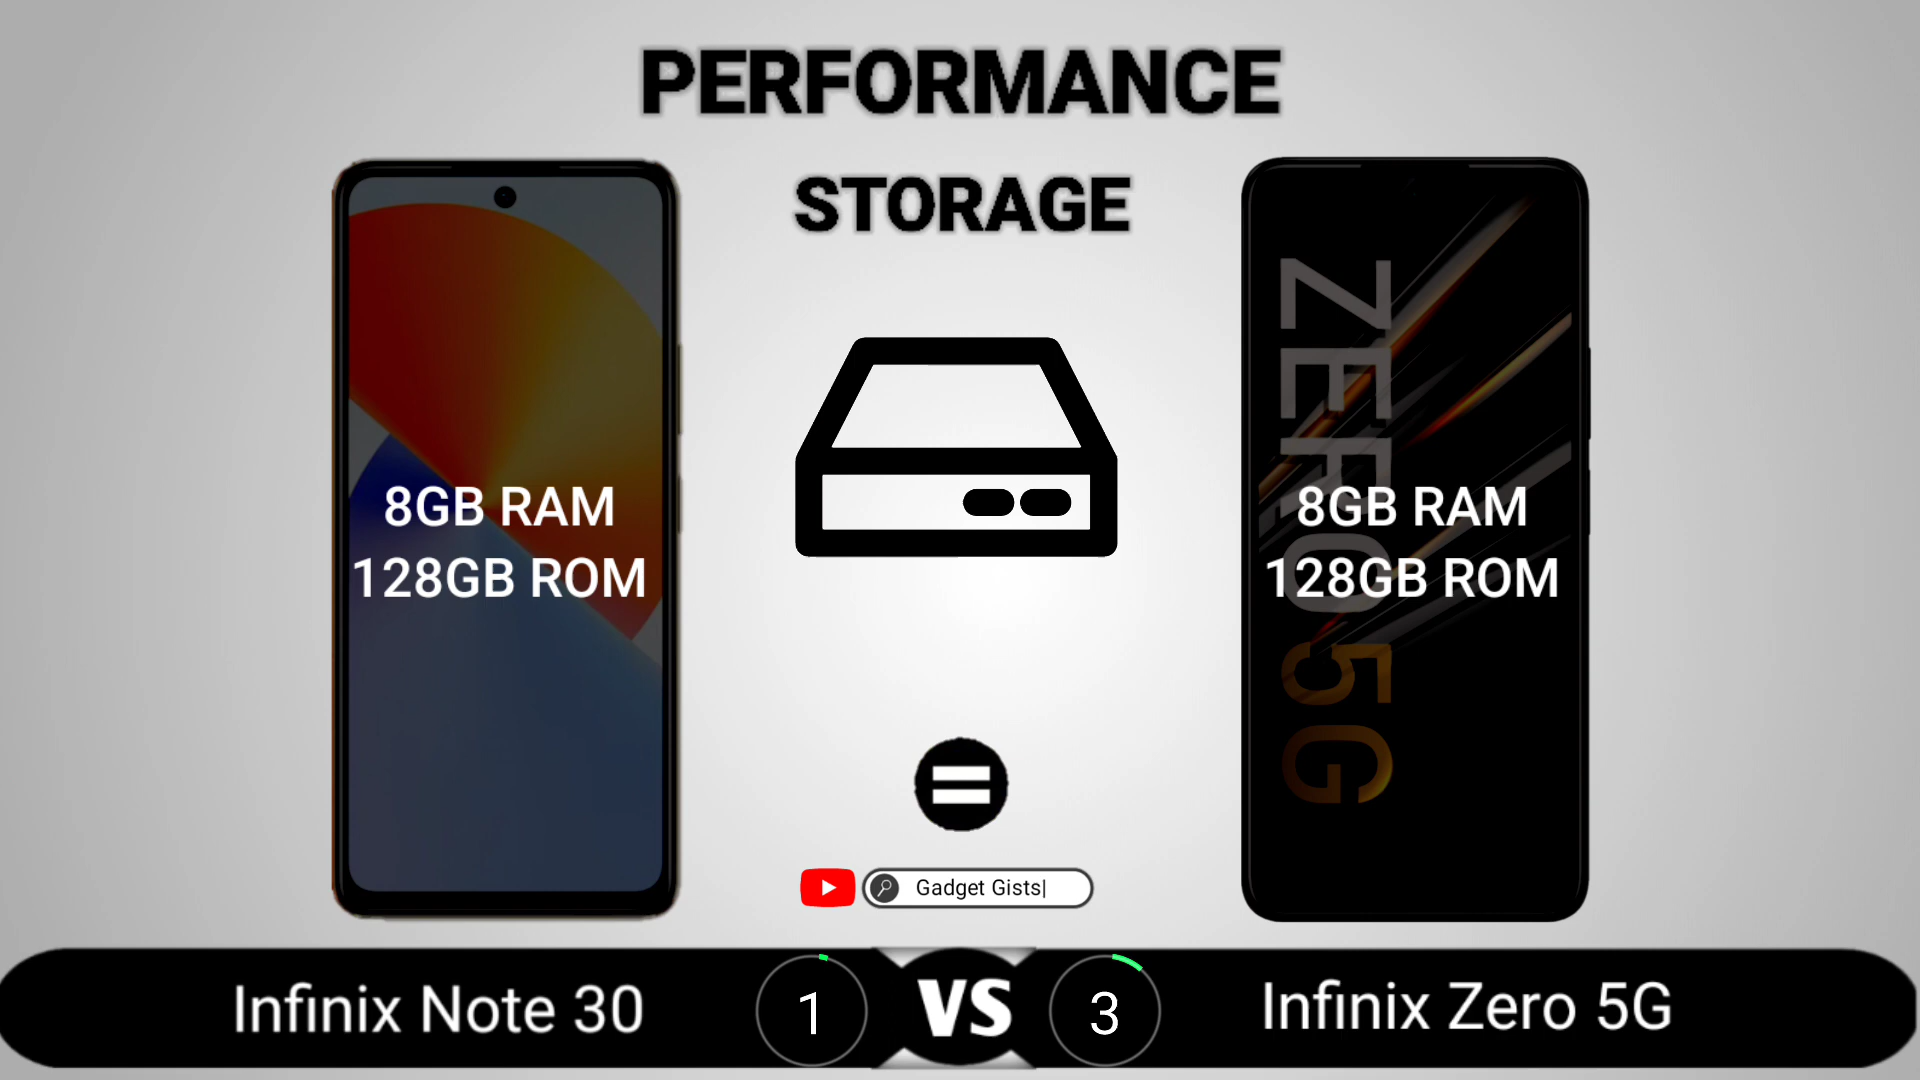 PERFORMANCE
STORAGE
8GB RAM
128GB ROM
ZERO 5G
8GB RAM
128GB ROM
Gadget Gists|
Infinix Note 30
1
VS
3
Infinix Zero 5G